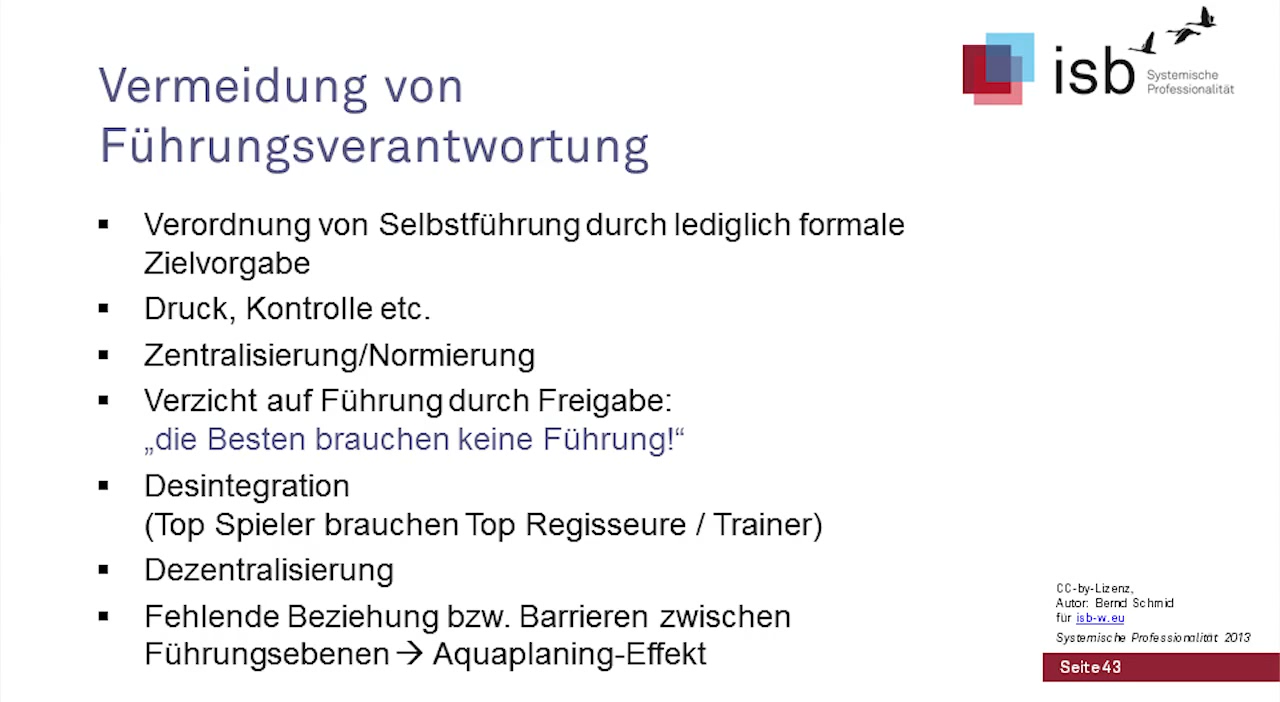 isb
Systemische
Professionalität
Vermeidung von
Führungsverantwortung
▪ Verordnung von Selbstführung durch lediglich formale
Zielvorgabe
▪ Druck, Kontrolle etc.
▪ Zentralisierung/Normierung
▪ Verzicht auf Führung durch Freigabe:
„die Besten brauchen keine Führung!“
▪ Desintegration
(Top Spieler brauchen Top Regisseure / Trainer)
▪ Dezentralisierung
▪ Fehlende Beziehung bzw. Barrieren zwischen
Führungsebenen → Aquaplaning-Effekt
CC-by-Lizenz,
Autor: Bernd Schmid
für isb-w.eu
Systemische Professionalität 2013
Seite 43